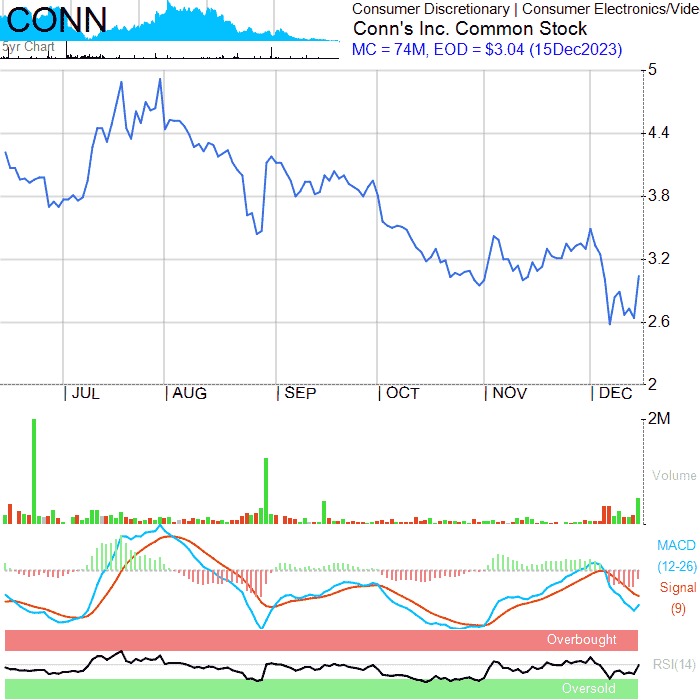 CONN
5yr Chart
Consumer Discretionary | Consumer Electronics/Vide
Conn's Inc. Common Stock
MC = 74M, EOD = $3.04 (15Dec2023)
5
4.4
3.8
3.2
2.6
2
JUL AUG SEP OCT NOV DEC
2M
Volume
MACD
(12-26)
Signal
(9)
Overbought
RSI(14)
Oversold